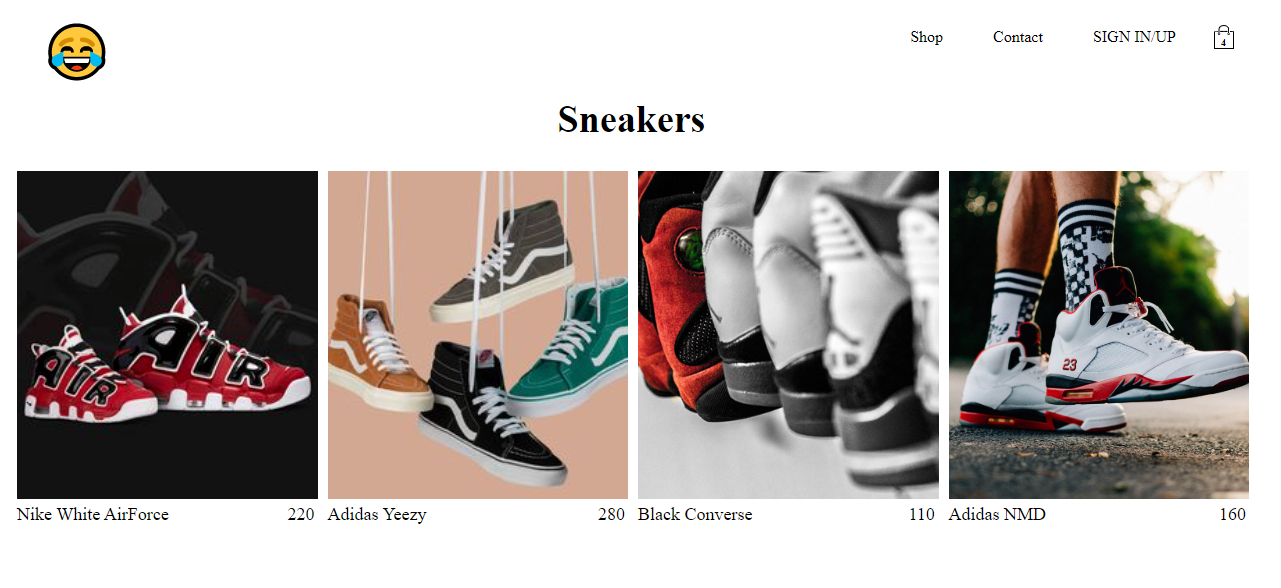 Shop Contact SIGN IN/UP 4
Sneakers
AIR AIR
23
Nike White AirForce 220 Adidas Yeezy 280 Black Converse 110 Adidas NMD 160